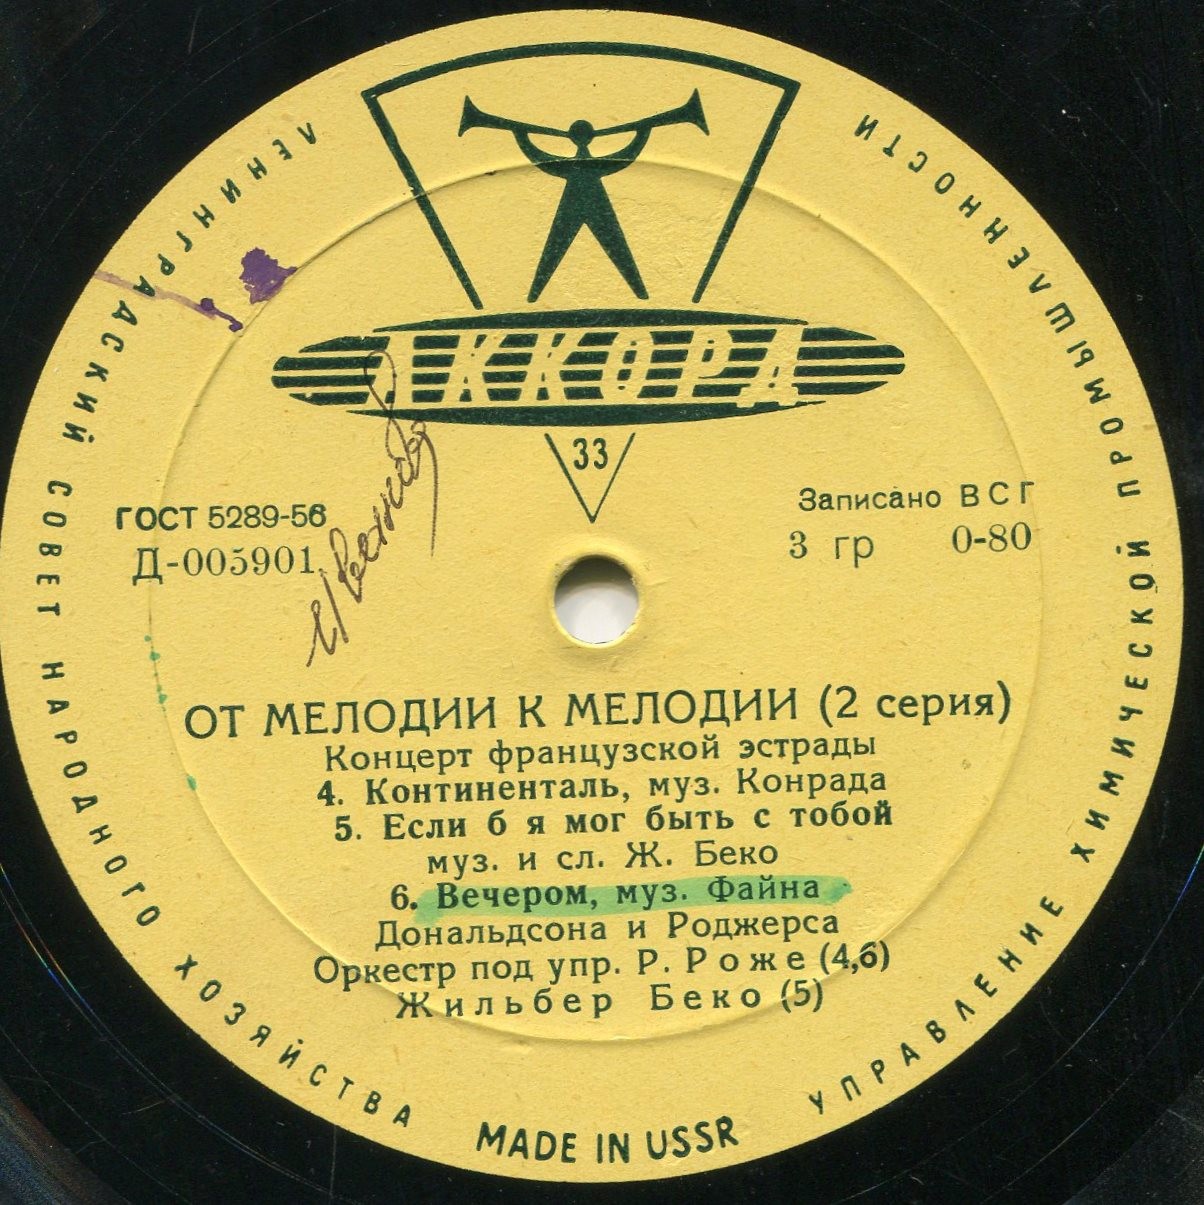 ЛЕНИНГРАДСКИЙ СОВЕТ НАРОДНОГО ХОЗЯЙСТВА
УПРАВЛЕНИЕ ХИМИЧЕСКОЙ ПРОМЫШЛЕННОСТИ
АККОРД
33
ГОСТ 5289-56
Д-005901
Записано ВСГ
3 гр 0-80
ОТ МЕЛОДИИ К МЕЛОДИИ (2 серия)
Концерт французской эстрады
4. Континенталь, муз. Конрада
5. Если б я мог быть с тобой
муз. и сл. Ж. Беко
6. Вечером, муз. Файна
Дональдсона и Роджерса
Оркестр под упр. Р. Роже (4,6)
Жильбер Беко (5)
MADE IN USSR